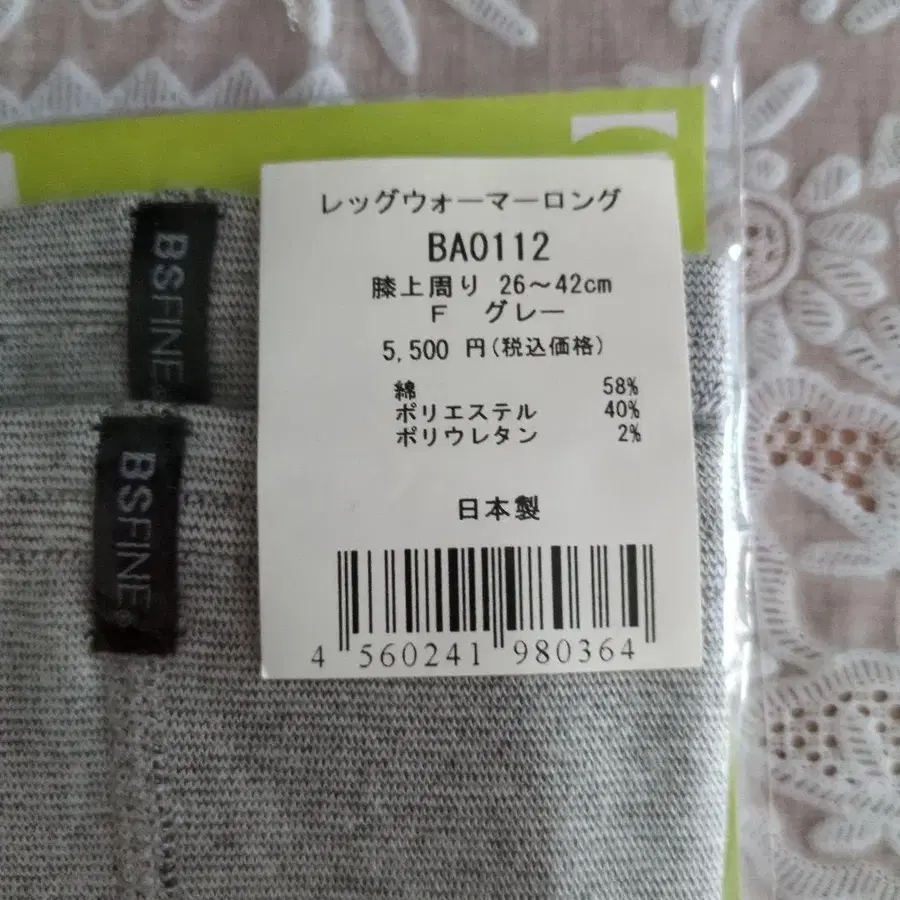 レッグウォーマーロング
BA0112
膝上周り 26～42cm
F グレー
5,500 円(税込価格)
綿 58%
ポリエステル 40%
ポリウレタン 2%
日本製
4 560241 980364
BSFINE
BSFINE